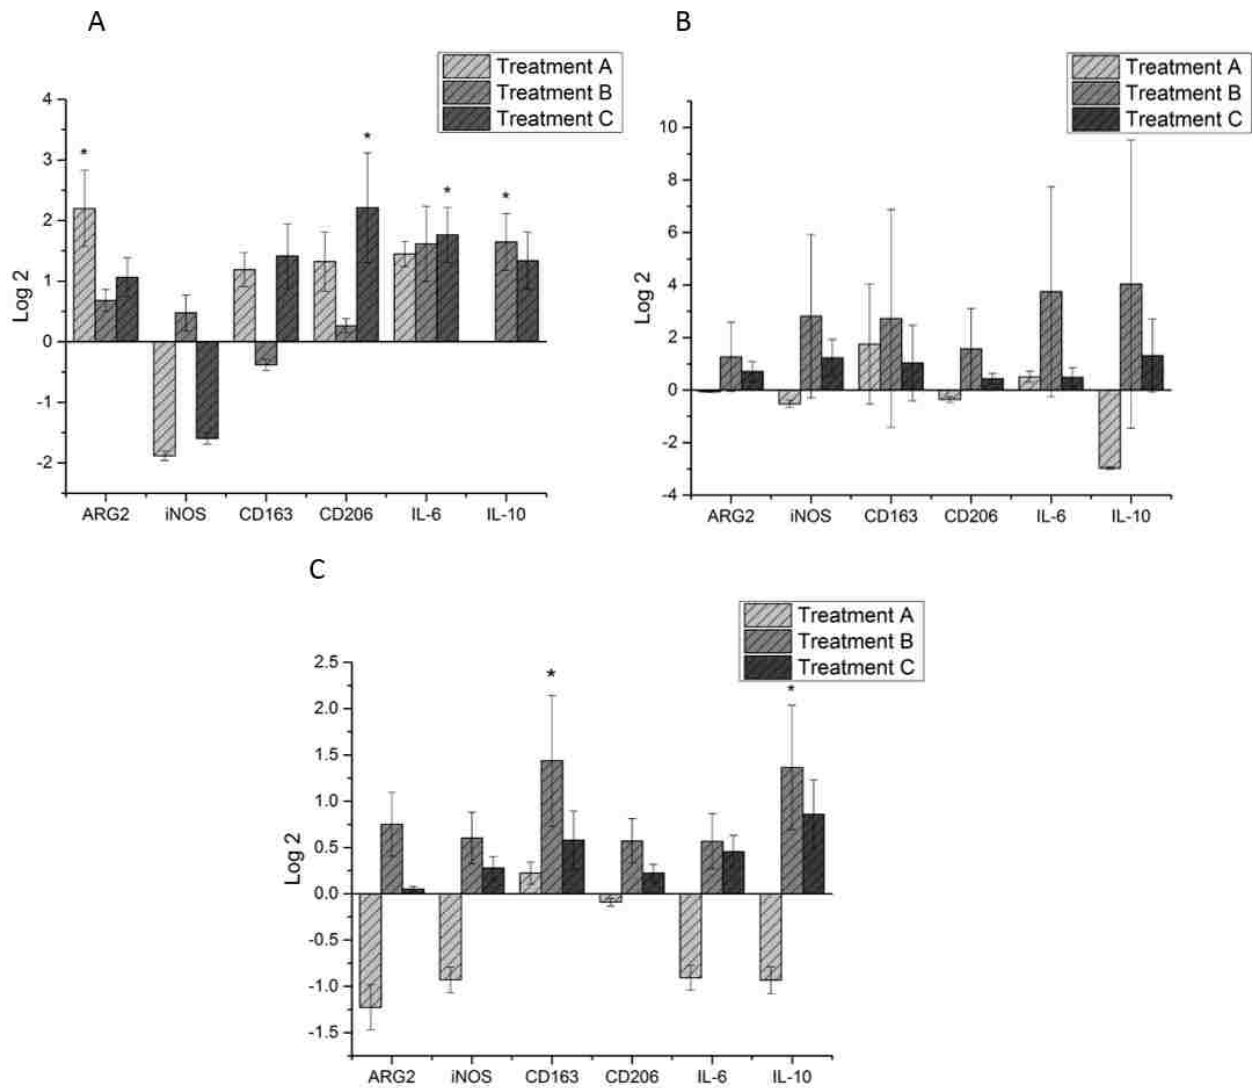 A
Treatment A
Treatment B
Treatment C
4
3
2
1
0
-1
-2
Log 2
*
*
*
*
ARG2 iNOS CD163 CD206 IL-6 IL-10
B
Treatment A
Treatment B
Treatment C
10
8
6
4
2
0
-2
-4
Log 2
ARG2 iNOS CD163 CD206 IL-6 IL-10
C
Treatment A
Treatment B
Treatment C
2.5
2.0
1.5
1.0
0.5
0.0
-0.5
-1.0
-1.5
Log 2
*
*
ARG2 iNOS CD163 CD206 IL-6 IL-10